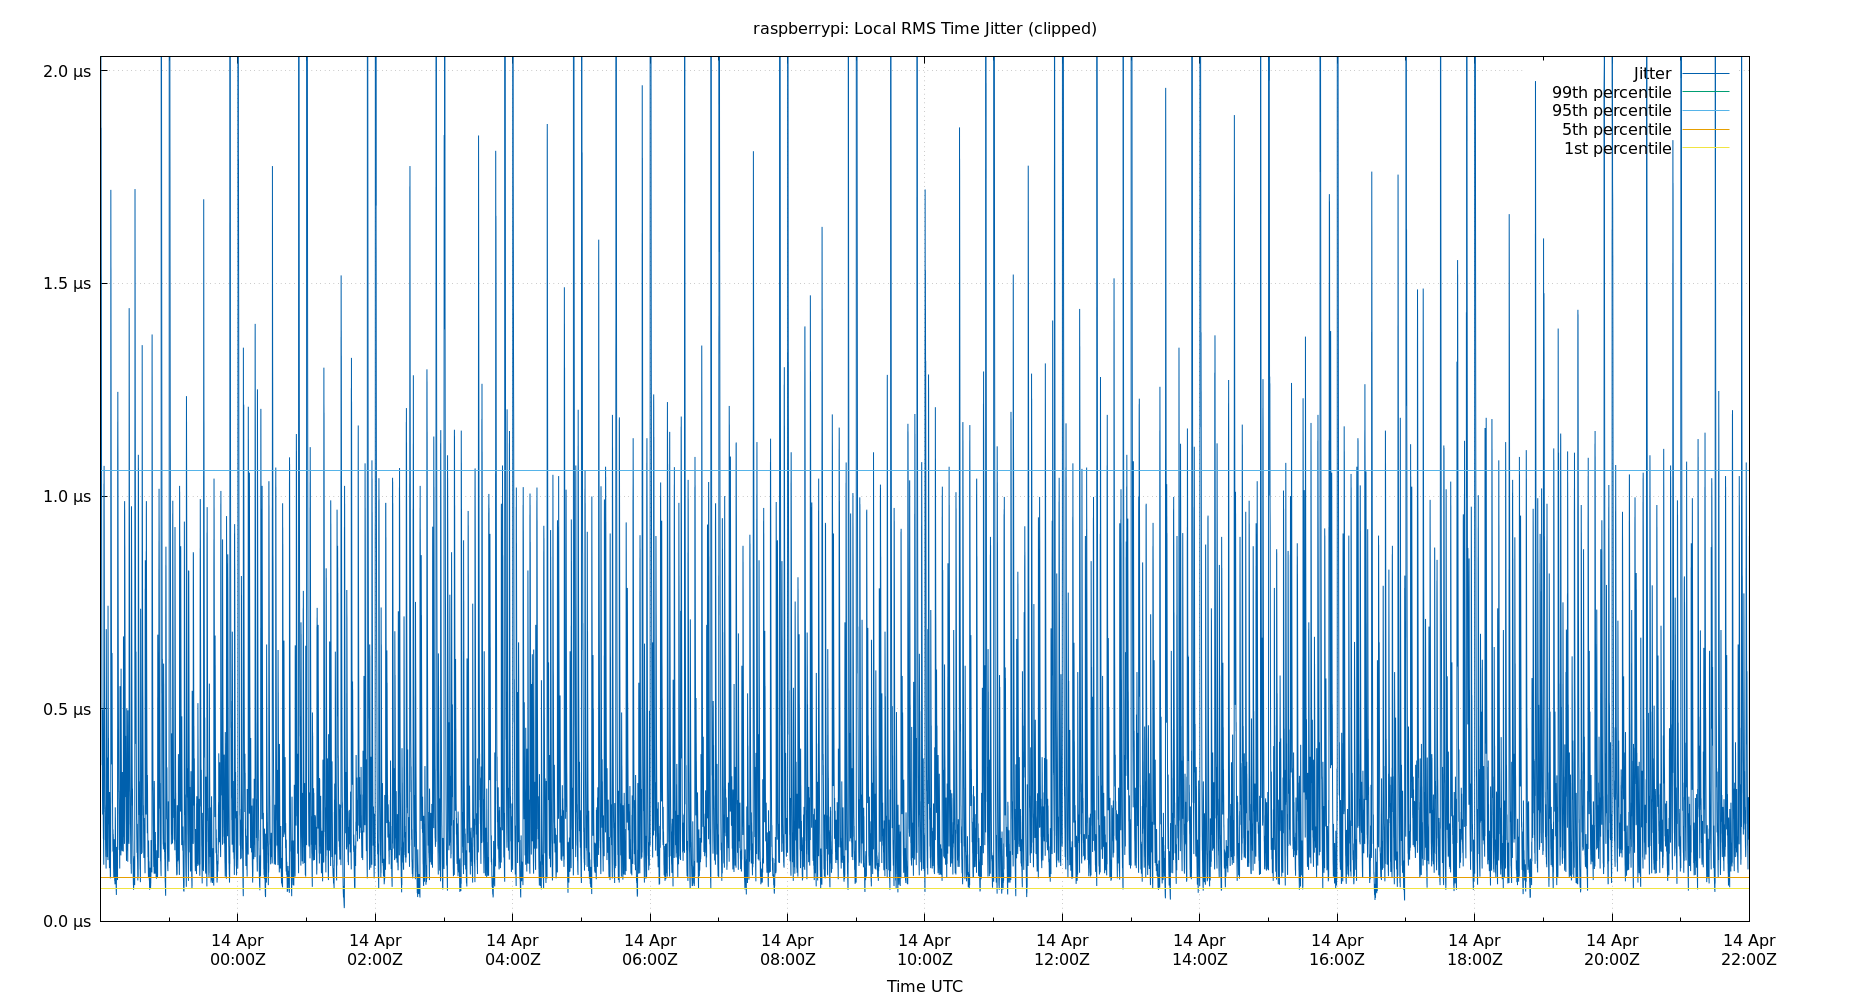 raspberrypi: Local RMS Time Jitter (clipped)
2.0 µs
1.5 µs
1.0 µs
0.5 µs
0.0 µs
Jitter
99th percentile
95th percentile
5th percentile
1st percentile
14 Apr 14 Apr 14 Apr 14 Apr 14 Apr 14 Apr 14 Apr 14 Apr 14 Apr 14 Apr 14 Apr 14 Apr
00:00Z 02:00Z 04:00Z 06:00Z 08:00Z 10:00Z 12:00Z 14:00Z 16:00Z 18:00Z 20:00Z 22:00Z
Time UTC